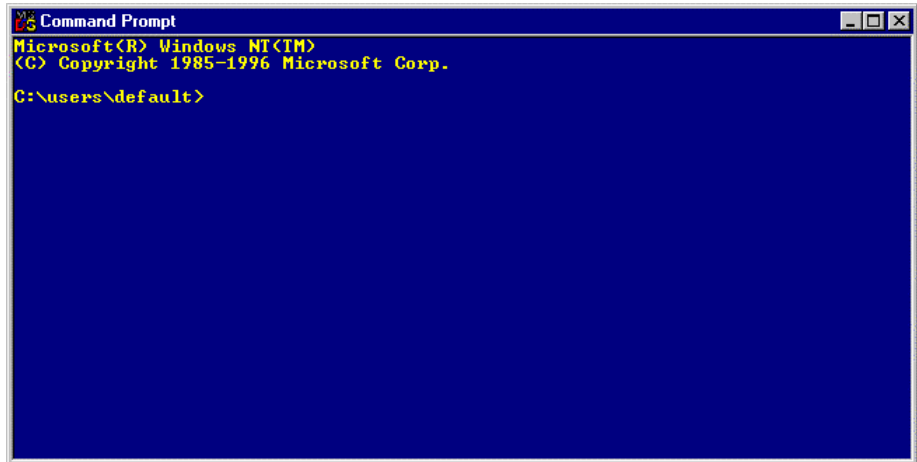 Command Prompt
Microsoft(R) Windows NT(TM)
(C) Copyright 1985-1996 Microsoft Corp.
C:\users\default>